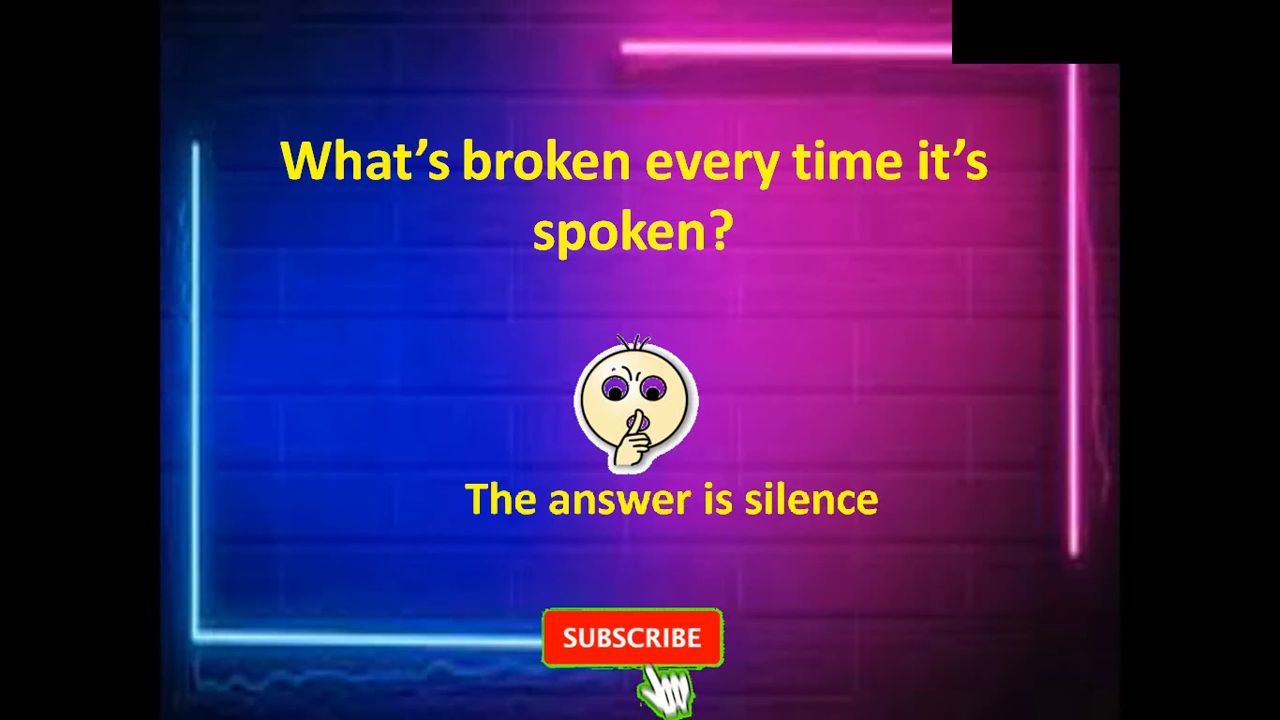 What’s broken every time it’s
spoken?
The answer is silence
SUBSCRIBE